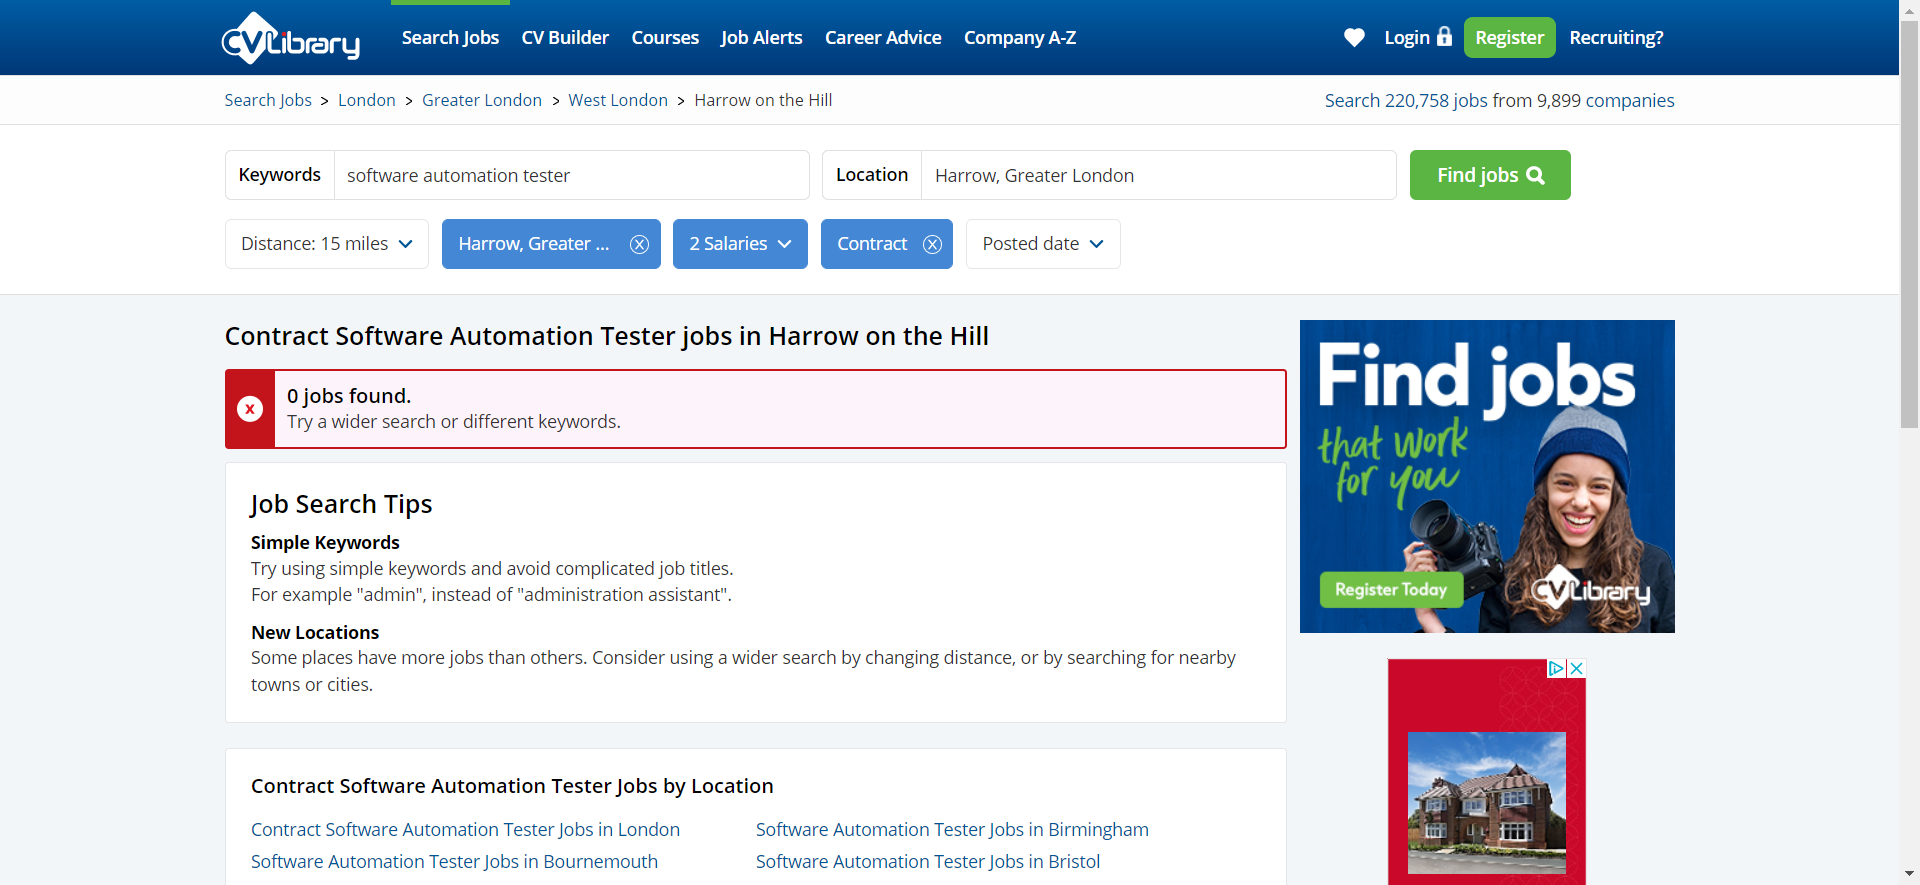 CVLibrary
Search Jobs
CV Builder
Courses
Job Alerts
Career Advice
Company A-Z
Login
Register
Recruiting?
Search Jobs > London > Greater London > West London > Harrow on the Hill
Search 220,758 jobs from 9,899 companies
Keywords
software automation tester
Location
Harrow, Greater London
Find jobs
Distance: 15 miles
Harrow, Greater ...
2 Salaries
Contract
Posted date
Contract Software Automation Tester jobs in Harrow on the Hill
0 jobs found.
Try a wider search or different keywords.
Job Search Tips
Simple Keywords
Try using simple keywords and avoid complicated job titles.
For example "admin", instead of "administration assistant".
New Locations
Some places have more jobs than others. Consider using a wider search by changing distance, or by searching for nearby
towns or cities.
Contract Software Automation Tester Jobs by Location
Contract Software Automation Tester Jobs in London
Software Automation Tester Jobs in Birmingham
Software Automation Tester Jobs in Bournemouth
Software Automation Tester Jobs in Bristol
Find jobs
that work
for you
Register Today
CVLibrary